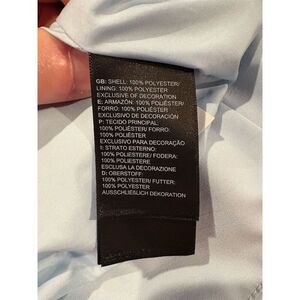 GB: SHELL: 100% POLYESTER/
LINING: 100% POLYESTER
EXCLUSIVE OF DECORATION
E: ARMAZÓN: 100% POLIÉSTER/
FORRO: 100% POLIÉSTER
EXCLUSIVO DE DECORACIÓN
P: TECIDO PRINCIPAL:
100% POLIÉSTER/ FORRO:
100% POLIÉSTER
EXCLUSIVO PARA DECORAÇÃO
I: STRATO ESTERNO:
100% POLIESTERE/ FODERA:
100% POLIESTERE
ESCLUSA LA DECORAZIONE
D: OBERSTOFF:
100% POLYESTER/ FUTTER:
100% POLYESTER
AUSSCHLIEßLICH DEKORATION